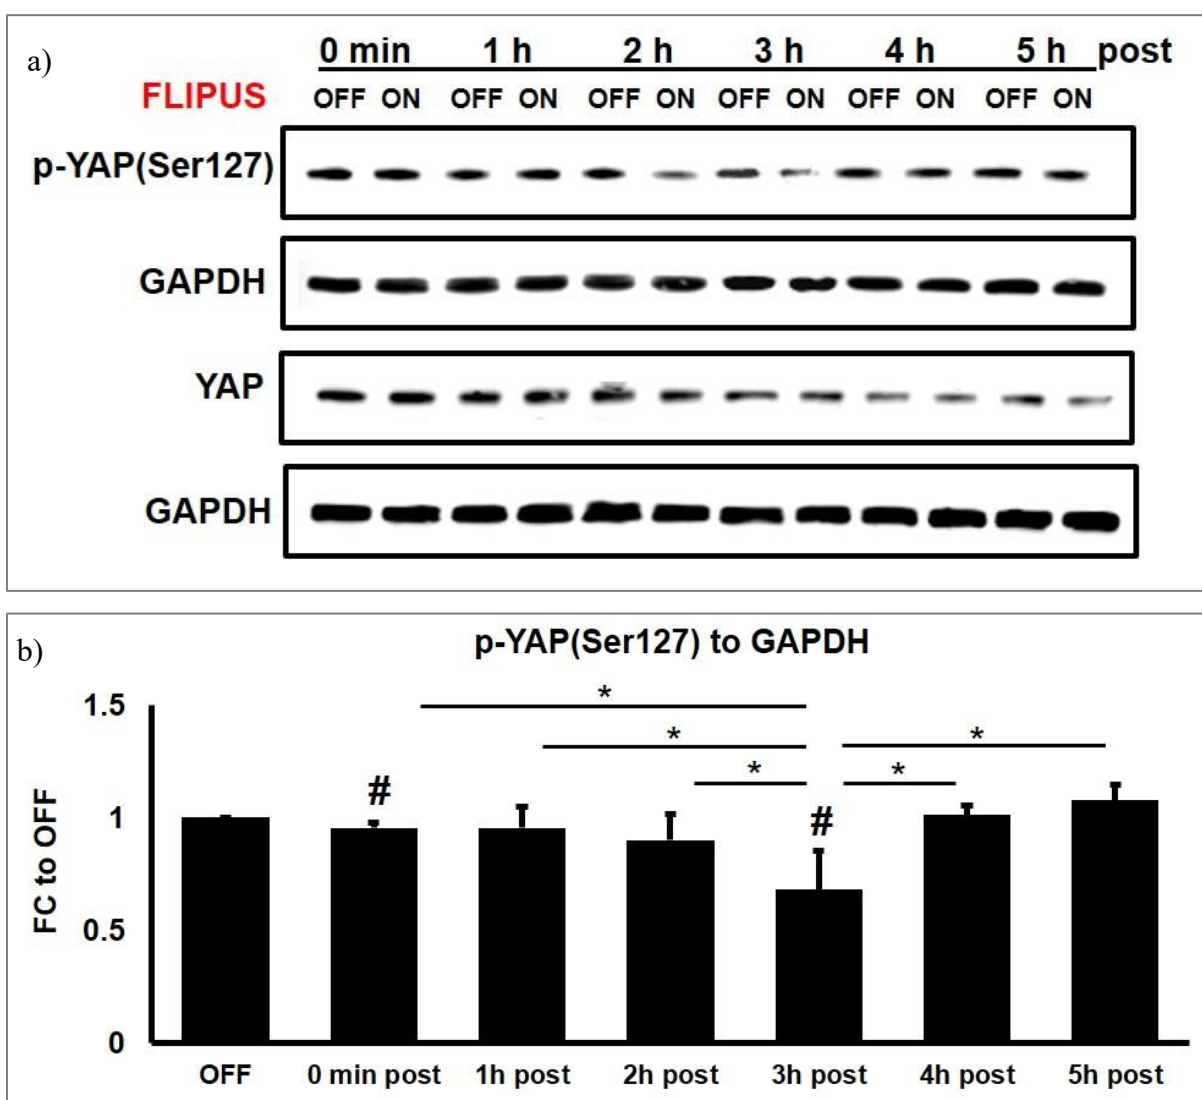 a)
0 min 1 h 2 h 3 h 4 h 5 h post
FLIPUS OFF ON OFF ON OFF ON OFF ON OFF ON OFF ON
p-YAP(Ser127)
GAPDH
YAP
GAPDH
b)
p-YAP(Ser127) to GAPDH
FC to OFF
1.5
1
0.5
0
*
*
*
*
*
#
#
OFF 0 min post 1h post 2h post 3h post 4h post 5h post